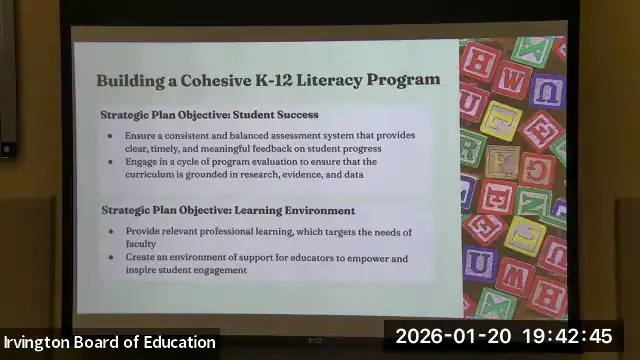 Building a Cohesive K-12 Literacy Program
Strategic Plan Objective: Student Success
● Ensure a consistent and balanced assessment system that provides
clear, timely, and meaningful feedback on student progress
● Engage in a cycle of program evaluation to ensure that the
curriculum is grounded in research, evidence, and data
Strategic Plan Objective: Learning Environment
● Provide relevant professional learning, which targets the needs of
faculty
● Create an environment of support for educators to empower and
inspire student engagement
Irvington Board of Education
2026-01-20 19:42:45